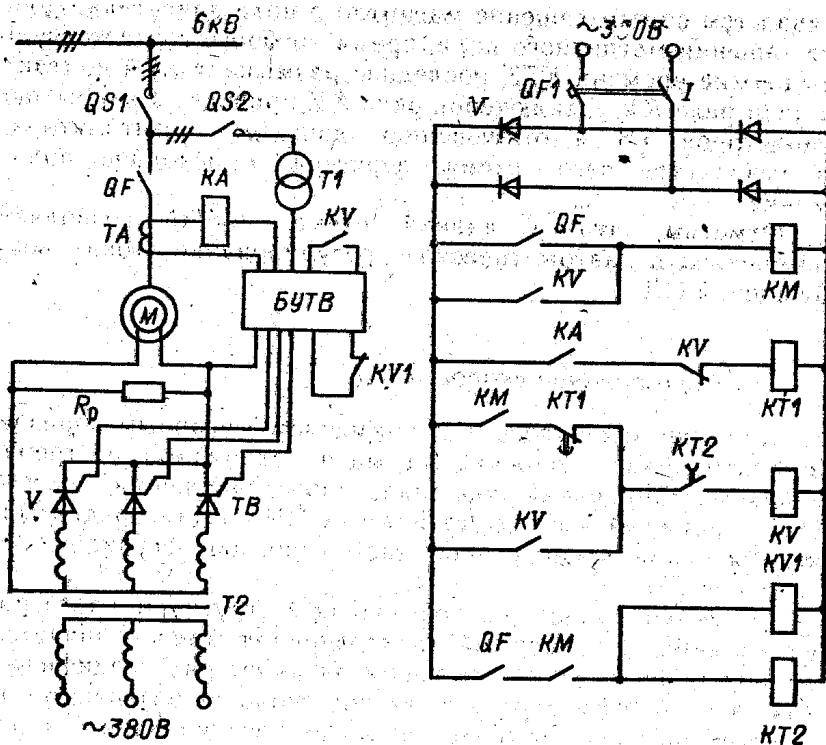 6кВ
~380В
QS1
QS2
QF1
I
V
QF
KA
T1
TA
KV
QF
KM
KV
M
БУТВ
KA
KV
KV1
KT1
Rp
KM
KT1
KT2
V
TB
KV
KV
KV1
T2
QF
KM
~380В
KT2